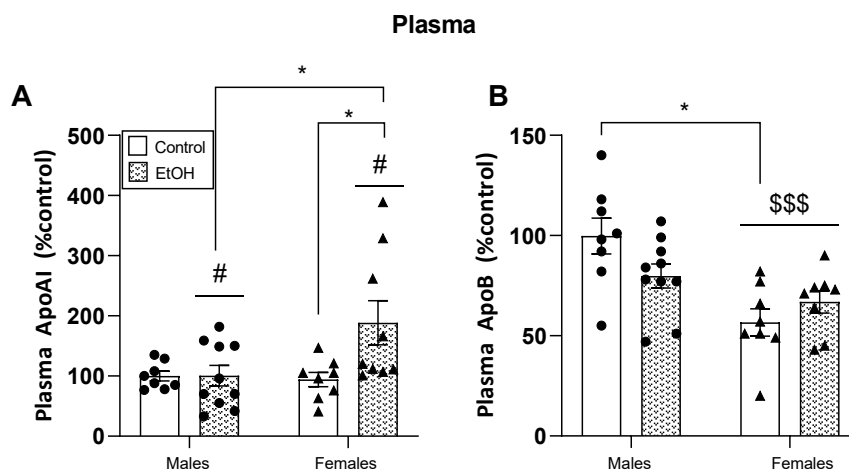 Plasma
A
*
*
#
#
Control
EtOH
Plasma ApoAI (%control)
500
400
300
200
100
0
Males
Females
B
*
$$$
Plasma ApoB (%control)
150
100
50
0
Males
Females